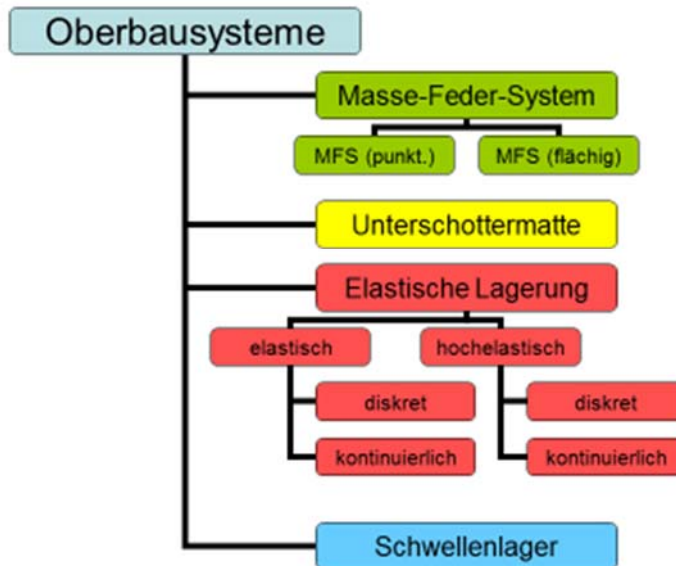 Oberbausysteme
Masse-Feder-System
MFS (punkt.)
MFS (flächig)
Unterschottermatte
Elastische Lagerung
elastisch
hochelastisch
diskret
diskret
kontinuierlich
kontinuierlich
Schwellenlager